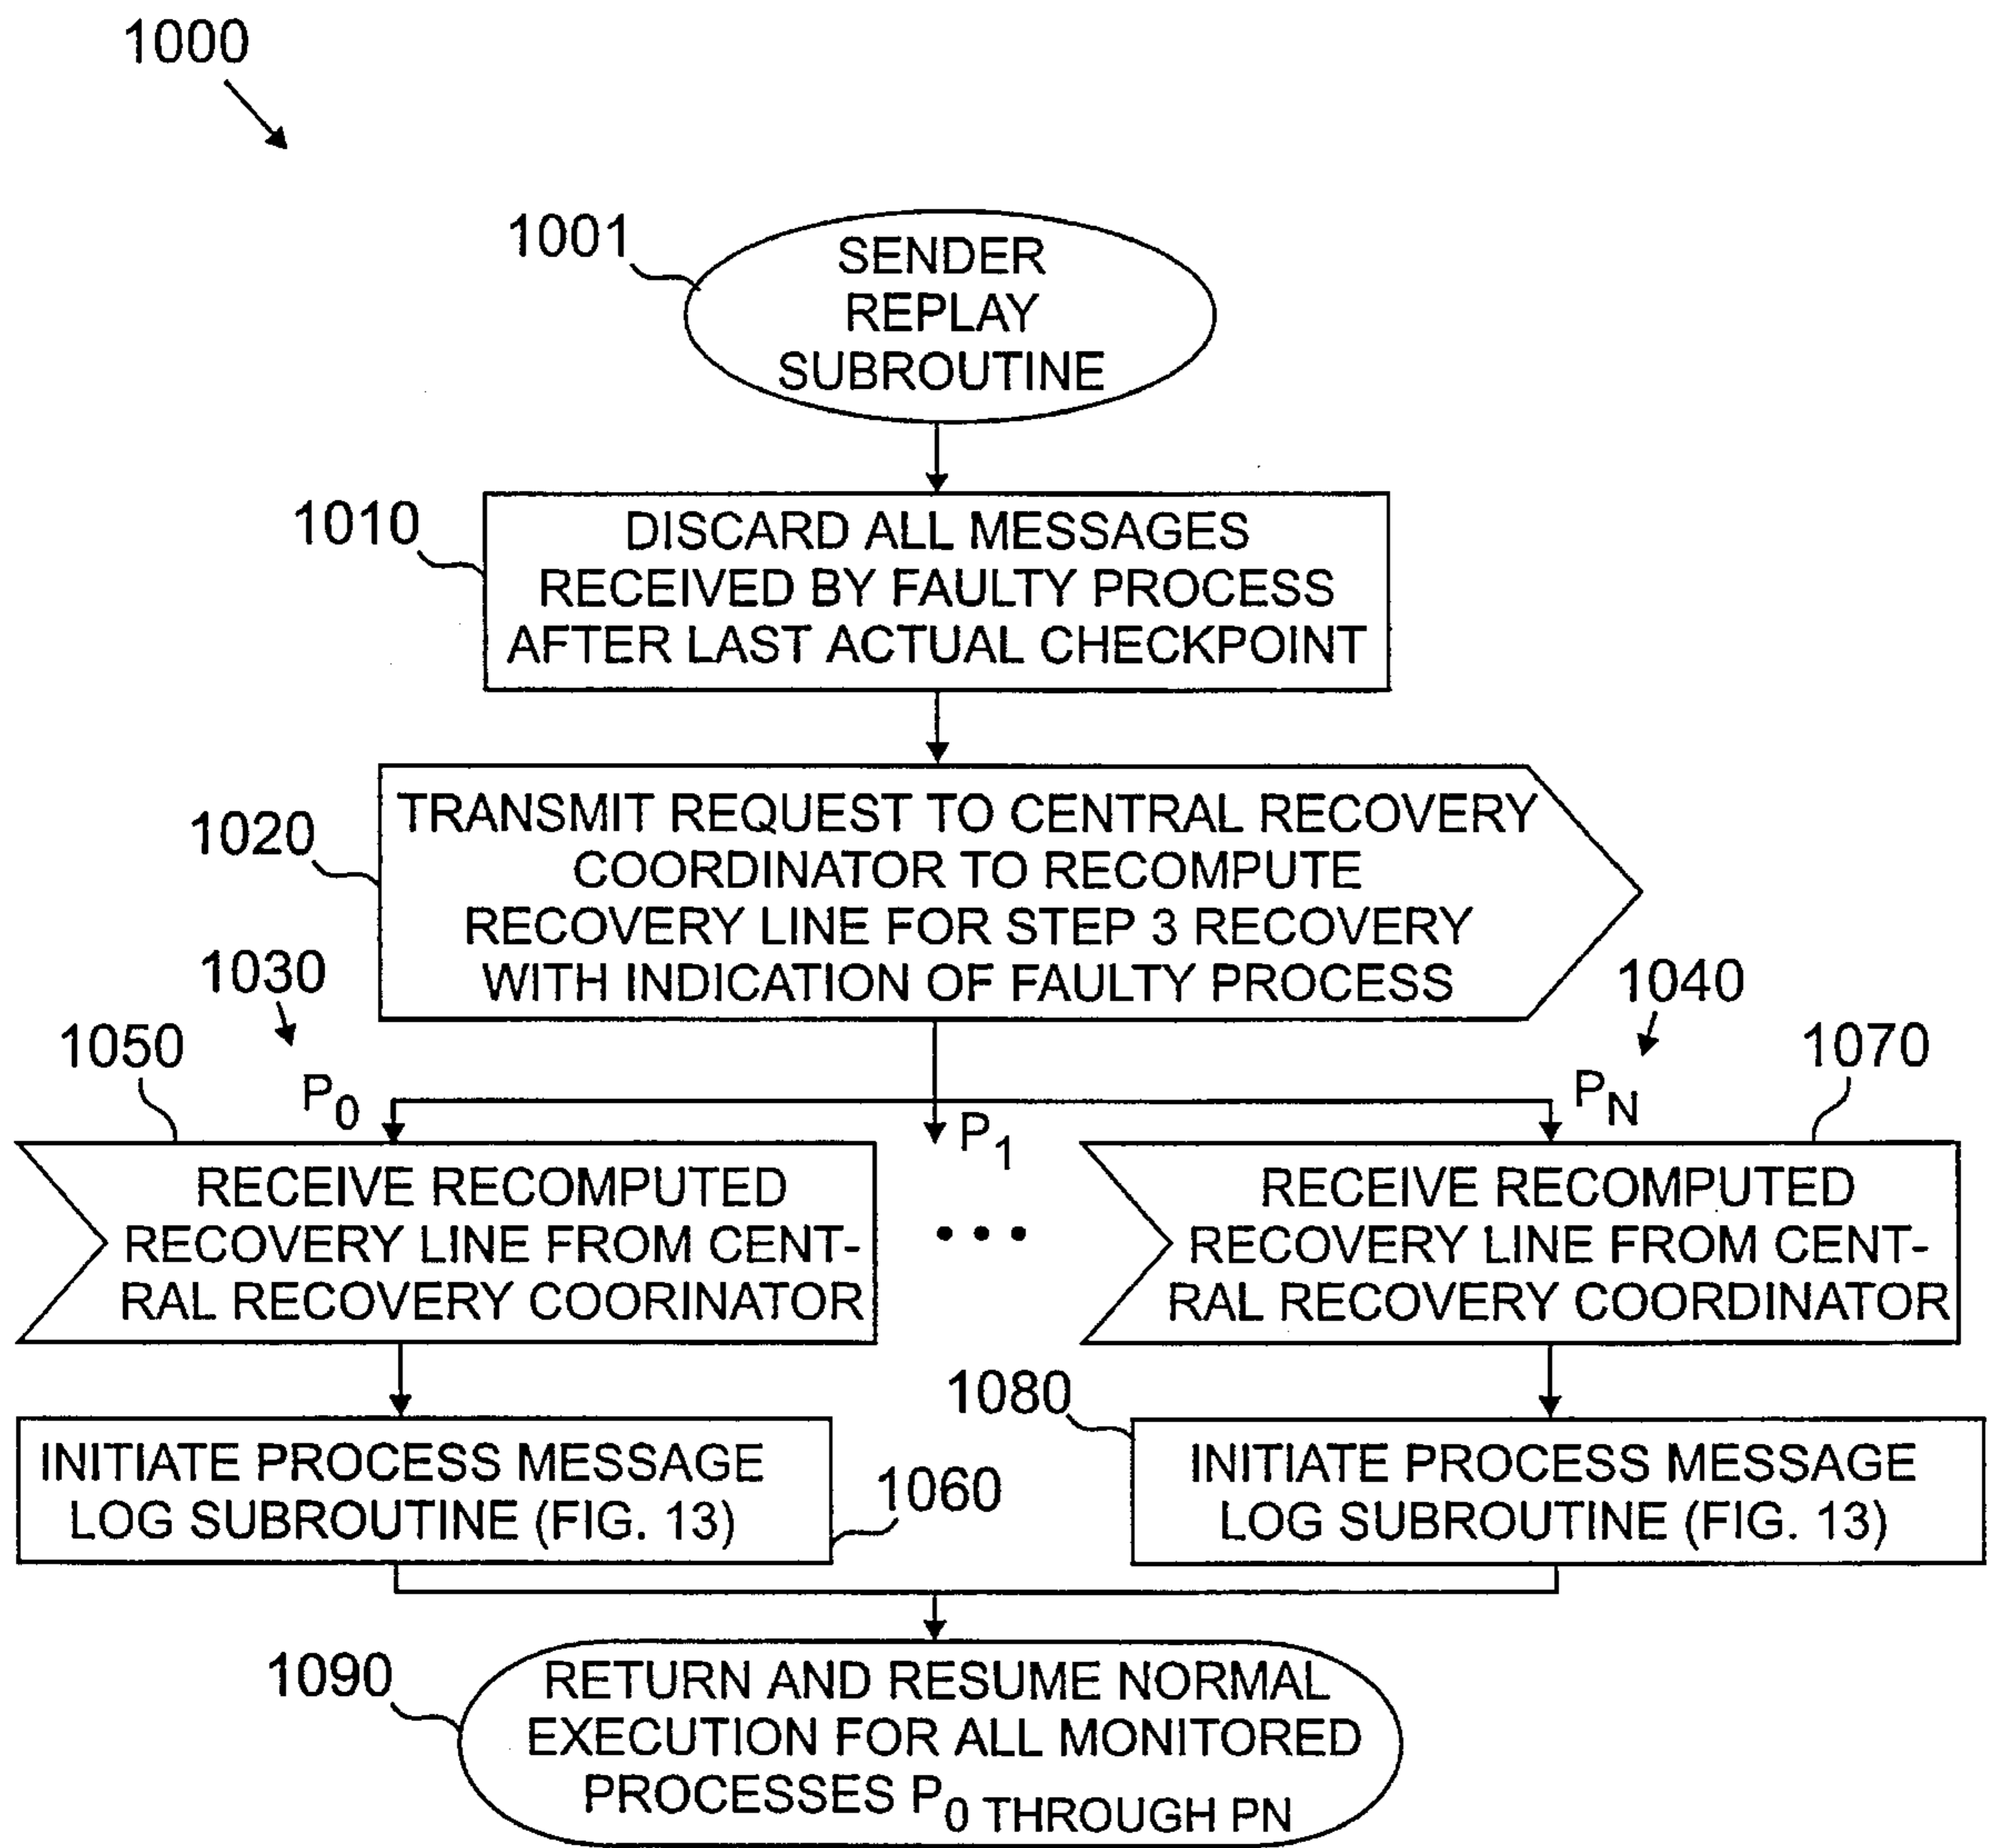 1000
1001
SENDER
REPLAY
SUBROUTINE
1010
DISCARD ALL MESSAGES
RECEIVED BY FAULTY PROCESS
AFTER LAST ACTUAL CHECKPOINT
1020
TRANSMIT REQUEST TO CENTRAL RECOVERY
COORDINATOR TO RECOMPUTE
RECOVERY LINE FOR STEP 3 RECOVERY
WITH INDICATION OF FAULTY PROCESS
1030
1040
1050
1070
P0
P1
PN
RECEIVE RECOMPUTED
RECOVERY LINE FROM CENT-
RAL RECOVERY COORINATOR
• • •
RECEIVE RECOMPUTED
RECOVERY LINE FROM CENT-
RAL RECOVERY COORDINATOR
1080
INITIATE PROCESS MESSAGE
LOG SUBROUTINE (FIG. 13)
1060
INITIATE PROCESS MESSAGE
LOG SUBROUTINE (FIG. 13)
1090
RETURN AND RESUME NORMAL
EXECUTION FOR ALL MONITORED
PROCESSES P0 THROUGH PN